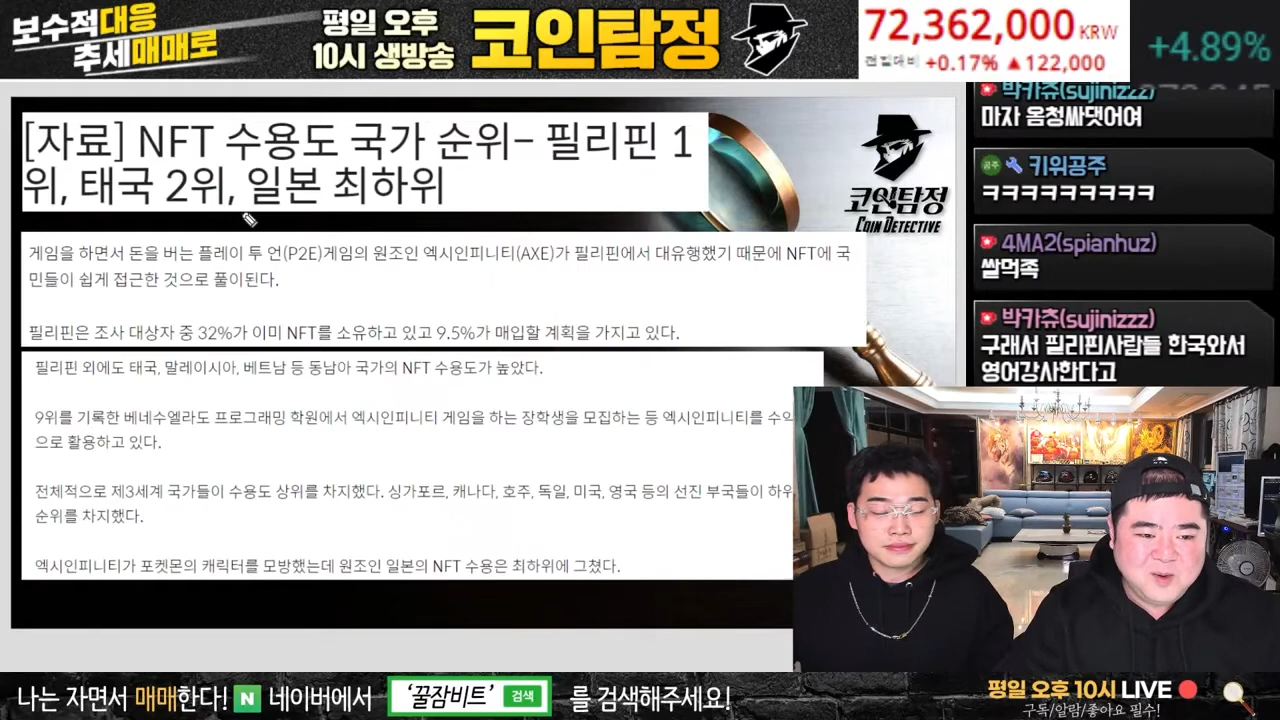 보수적대응
추세매매로
평일 오후
10시 생방송
코인탐정
72,362,000 KRW
전일대비 +0.17% ▲122,000
+4.89%
[자료] NFT 수용도 국가 순위– 필리핀 1
위, 태국 2위, 일본 최하위
코인탐정
COIN DETECTIVE
게임을 하면서 돈을 버는 플레이 투 언(P2E)게임의 원조인 엑시인피니티(AXE)가 필리핀에서 대유행했기 때문에 NFT에 국
민들이 쉽게 접근한 것으로 풀이된다.
필리핀은 조사 대상자 중 32%가 이미 NFT를 소유하고 있고 9.5%가 매입할 계획을 가지고 있다.
필리핀 외에도 태국, 말레이시아, 베트남 등 동남아 국가의 NFT 수용도가 높았다.
9위를 기록한 베네수엘라도 프로그래밍 학원에서 엑시인피니티 게임을 하는 장학생을 모집하는 등 엑시인피니티를 수익
으로 활용하고 있다.
전체적으로 제3세계 국가들이 수용도 상위를 차지했다. 싱가포르, 캐나다, 호주, 독일, 미국, 영국 등의 선진 부국들이 하위
순위를 차지했다.
엑시인피니티가 포켓몬의 캐릭터를 모방했는데 원조인 일본의 NFT 수용은 최하위에 그쳤다.
박카츄(sujinizzz)
마자 옴청싸댓어여
공주 키위공주
ㅋㅋㅋㅋㅋㅋㅋㅋㅋ
4MA2(spianhuz)
쌀먹족
박카츄(sujinizzz)
구래서 필리핀사람들 한국와서
영어강사한다고
나는 자면서 매매한다! N 네이버에서 '꿀잠비트' 검색 를 검색해주세요!
평일 오후 10시 LIVE
구독/알람/좋아요 필수!